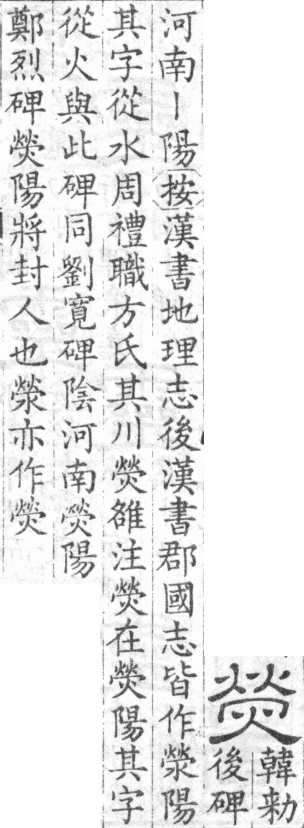 熒
韓勑
後碑
河南丨陽按漢書地理志後漢書郡國志皆作滎陽
其字從水周禮職方氏其川熒雒注熒在熒陽其字
從火與此碑同劉寬碑陰河南熒陽
鄭烈碑熒陽將封人也滎亦作熒